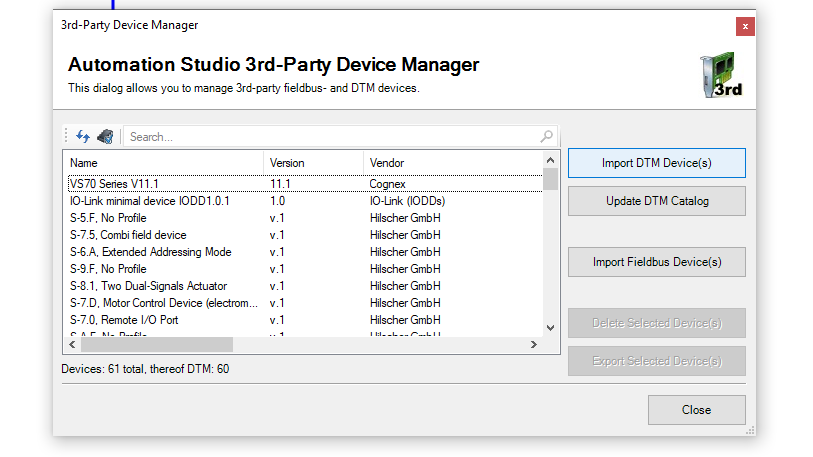 3rd-Party Device Manager
x
Automation Studio 3rd-Party Device Manager
This dialog allows you to manage 3rd-party fieldbus- and DTM devices.
3rd
Search...
Name Version Vendor
VS70 Series V11.1 11.1 Cognex
IO-Link minimal device IODD1.0.1 1.0 IO-Link (IODDs)
S-5.F, No Profile v.1 Hilscher GmbH
S-7.5, Combi field device v.1 Hilscher GmbH
S-6.A, Extended Addressing Mode v.1 Hilscher GmbH
S-9.F, No Profile v.1 Hilscher GmbH
S-8.1, Two Dual-Signals Actuator v.1 Hilscher GmbH
S-7.D, Motor Control Device (electrom... v.1 Hilscher GmbH
S-7.0, Remote I/O Port v.1 Hilscher GmbH
S-A.F, No Profile v.1 Hilscher GmbH
Devices: 61 total, thereof DTM: 60
Import DTM Device(s)
Update DTM Catalog
Import Fieldbus Device(s)
Delete Selected Device(s)
Export Selected Device(s)
Close